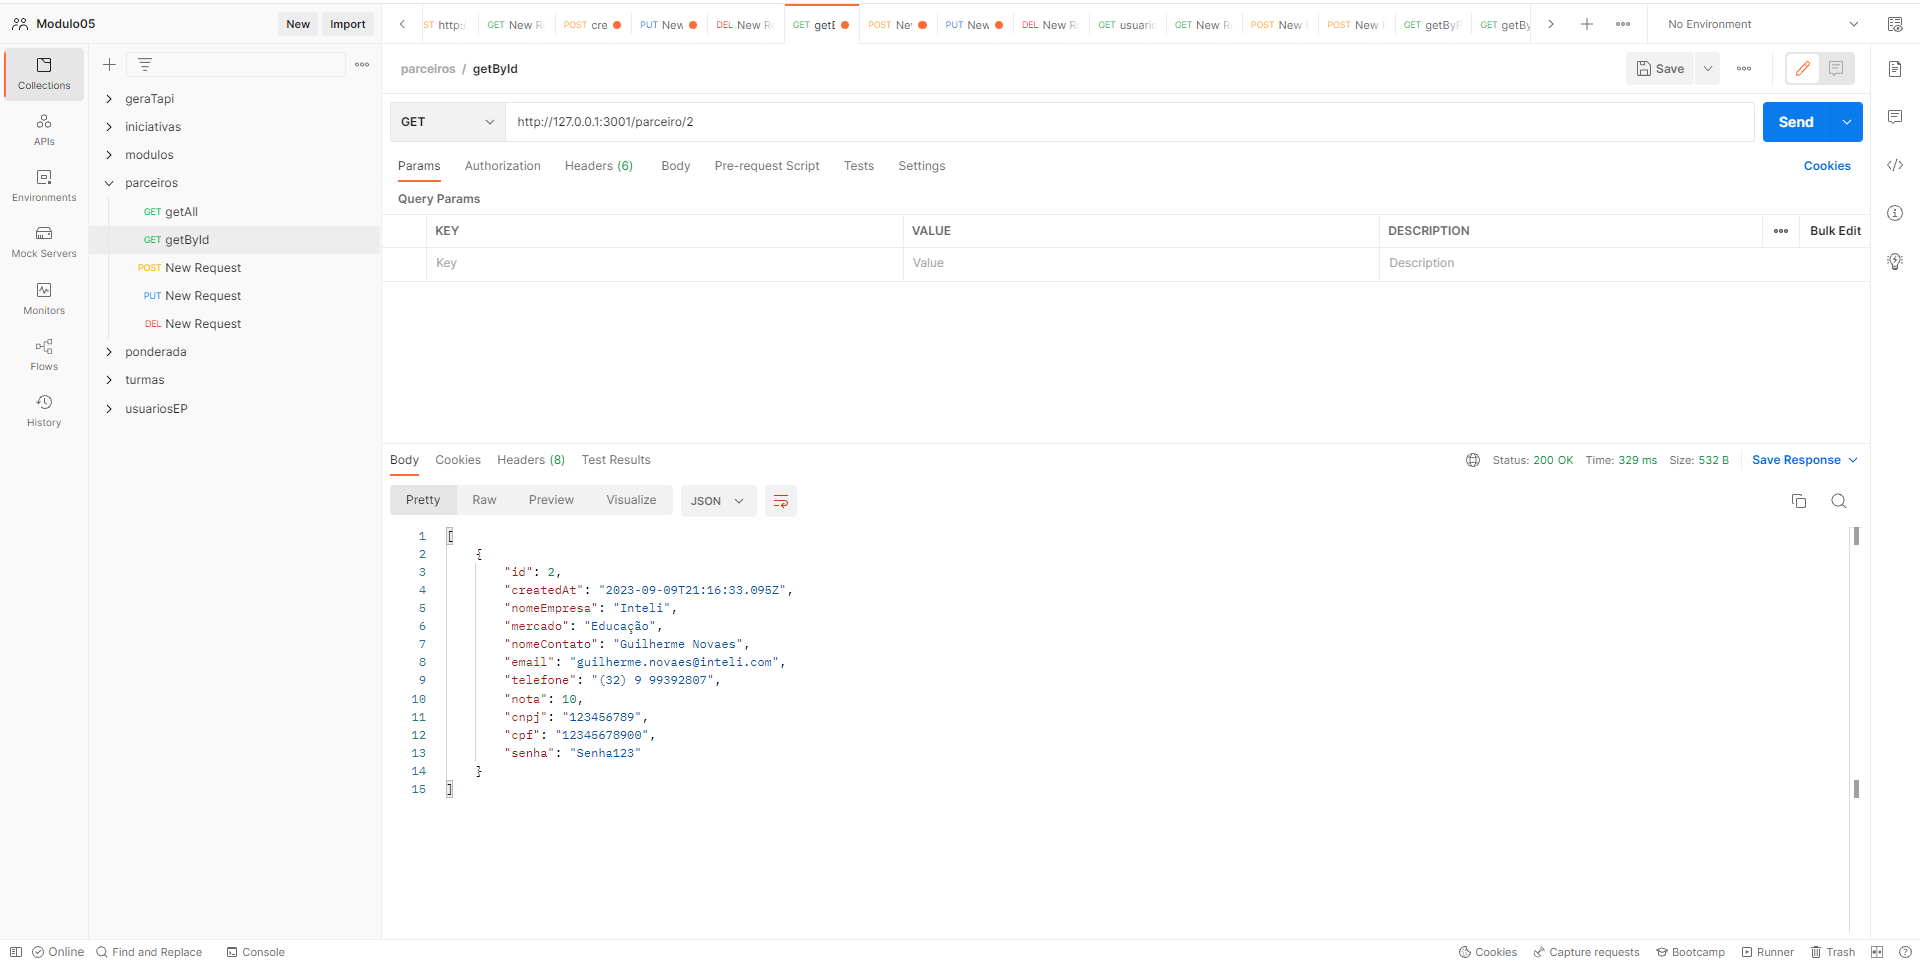 Modulo05
New
Import
ST http:/
GET New R
POST cre
PUT New
DEL New R
GET getE
POST Ne
PUT New
DEL New R
GET usuario
GET New R
POST New
POST New
GET getByF
GET getBy
No Environment
Collections
APIs
Environments
Mock Servers
Monitors
Flows
History
geraTapi
iniciativas
modulos
parceiros
GET getAll
GET getById
POST New Request
PUT New Request
DEL New Request
ponderada
turmas
usuariosEP
parceiros / getById
Save
GET
http://127.0.0.1:3001/parceiro/2
Send
Params Authorization Headers (6) Body Pre-request Script Tests Settings
Cookies
Query Params
KEY VALUE DESCRIPTION Bulk Edit
Key Value Description
Body Cookies Headers (8) Test Results
Status: 200 OK Time: 329 ms Size: 532 B Save Response
Pretty Raw Preview Visualize JSON
1 [
2 {
3 "id": 2,
4 "createdAt": "2023-09-09T21:16:33.095Z",
5 "nomeEmpresa": "Inteli",
6 "mercado": "Educação",
7 "nomeContato": "Guilherme Novaes",
8 "email": "guilherme.novaes@inteli.com",
9 "telefone": "(32) 9 99392807",
10 "nota": 10,
11 "cnpj": "123456789",
12 "cpf": "12345678900",
13 "senha": "Senha123"
14 }
15 ]
Online Find and Replace Console
Cookies Capture requests Bootcamp Runner Trash